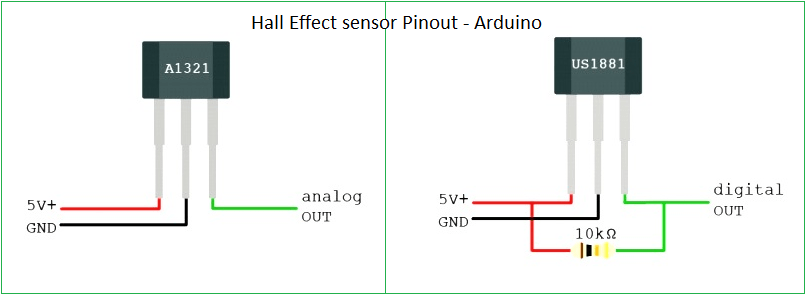 Hall Effect sensor Pinout - Arduino
A1321
5V+
GND
analog
OUT
US1881
5V+
GND
digital
OUT
10kΩ